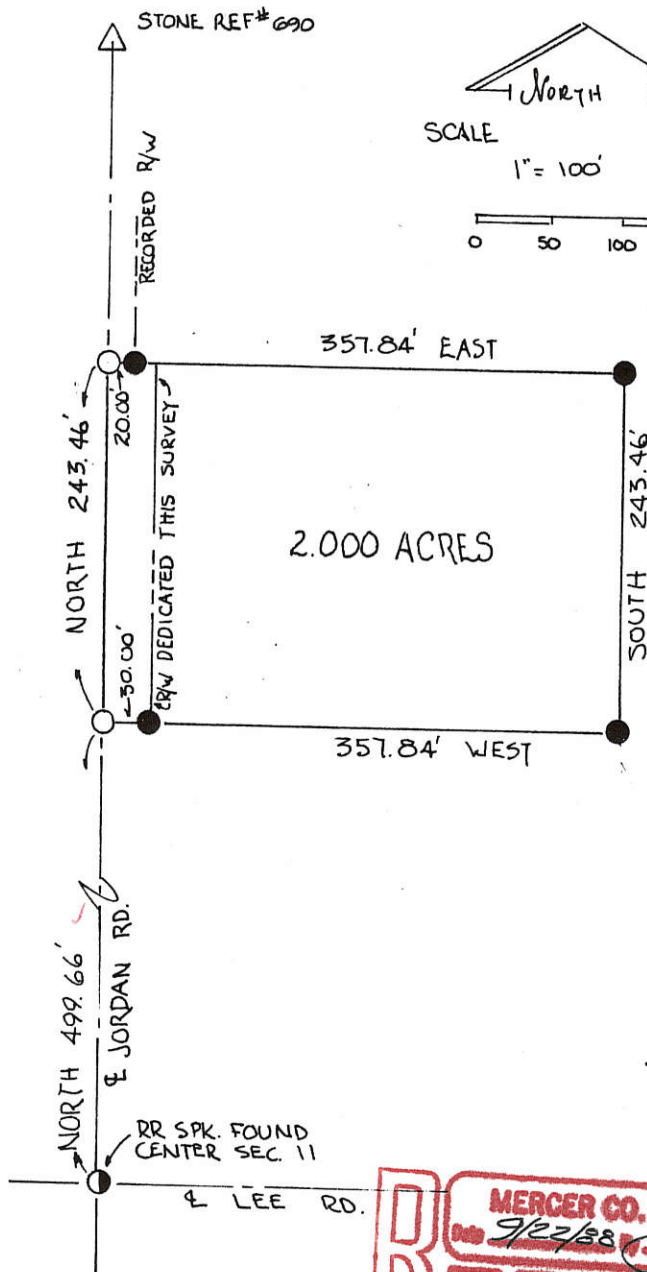 STONE REF# 690
NORTH
SCALE
1" = 100'
0 50 100
RECORDED R/W
357.84' EAST
20.00'
NORTH 243.46'
R/W DEDICATED THIS SURVEY
2.000 ACRES
SOUTH 243.46'
30.00'
357.84' WEST
NORTH 499.66'
℄ JORDAN RD.
RR SPK. FOUND
CENTER SEC. 11
℄ LEE RD.
MERCER CO.
Date 9/22/88